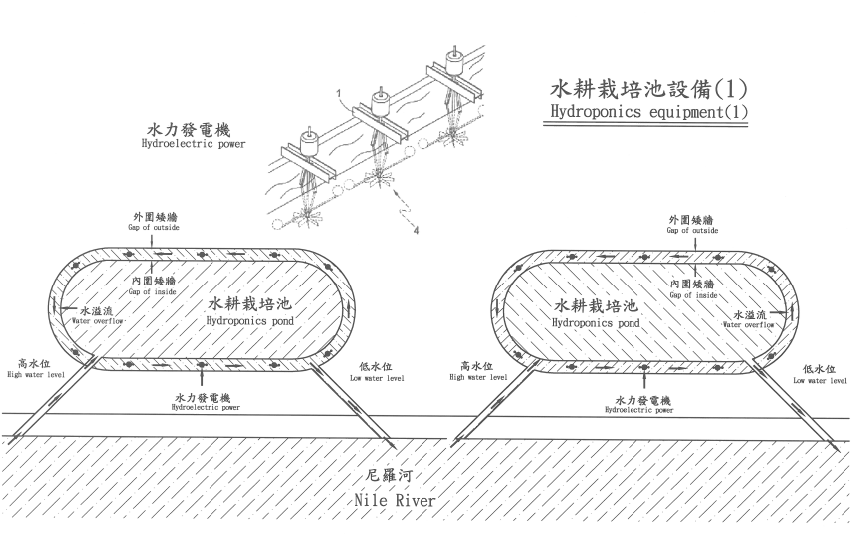 水耕栽培池設備(1)
Hydroponics equipment(1)
1
水力發電機
Hydroelectric power
4
外圍矮牆
Gap of outside
內圍矮牆
Gap of inside
水溢流
Water overflow
水耕栽培池
Hydroponics pond
高水位
High water level
低水位
Low water level
水力發電機
Hydroelectric power
外圍矮牆
Gap of outside
內圍矮牆
Gap of inside
水耕栽培池
Hydroponics pond
水溢流
Water overflow
高水位
High water level
低水位
Low water level
水力發電機
Hydroelectric power
尼羅河
Nile River